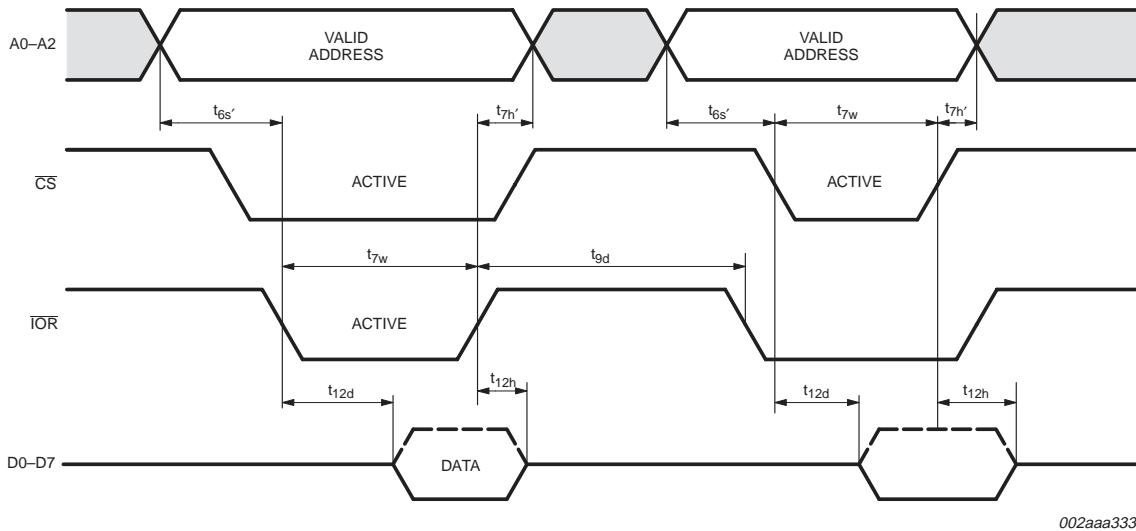 A0–A2
VALID
ADDRESS
VALID
ADDRESS
t6s′
t7h′
t6s′
t7w
t7h′
CS
ACTIVE
ACTIVE
t7w
t9d
IOR
ACTIVE
t12d
t12h
t12d
t12h
D0–D7
DATA
002aaa333